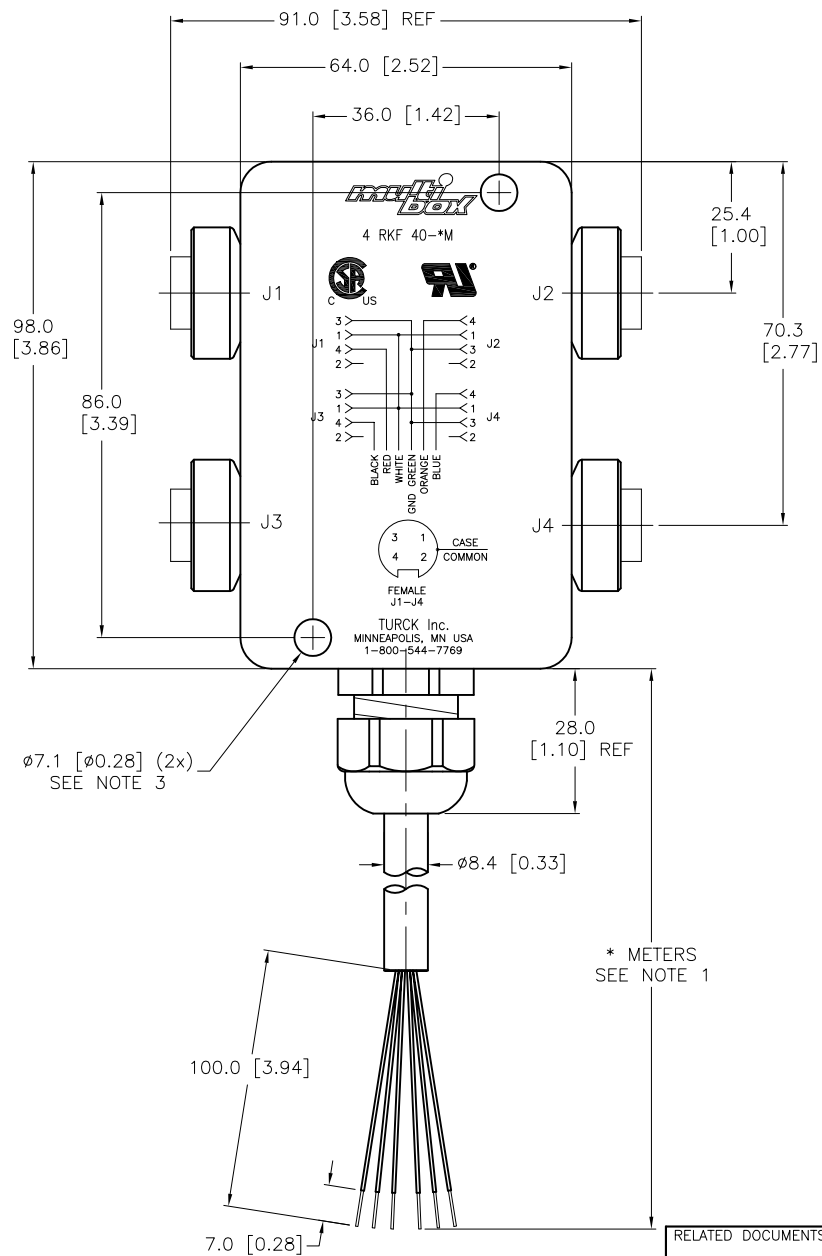 91.0 [3.58] REF
64.0 [2.52]
36.0 [1.42]
multi
box
4 RKF 40-*M
25.4
[1.00]
C SA US
UR®
J1
J2
98.0
[3.86]
70.3
[2.77]
86.0
[3.39]
3 4
1 1
J1 4 3 J2
2 2
3 4
1 1
J3 4 3 J4
2 2
BLACK
RED
WHITE
GND GREEN
ORANGE
BLUE
J3
J4
3 1 CASE
4 2 COMMON
FEMALE
J1-J4
TURCK Inc.
MINNEAPOLIS, MN USA
1-800-544-7769
28.0
[1.10] REF
ø7.1 [ø0.28] (2x)
SEE NOTE 3
ø8.4 [0.33]
* METERS
SEE NOTE 1
100.0 [3.94]
7.0 [0.28]
RELATED DOCUMENTS